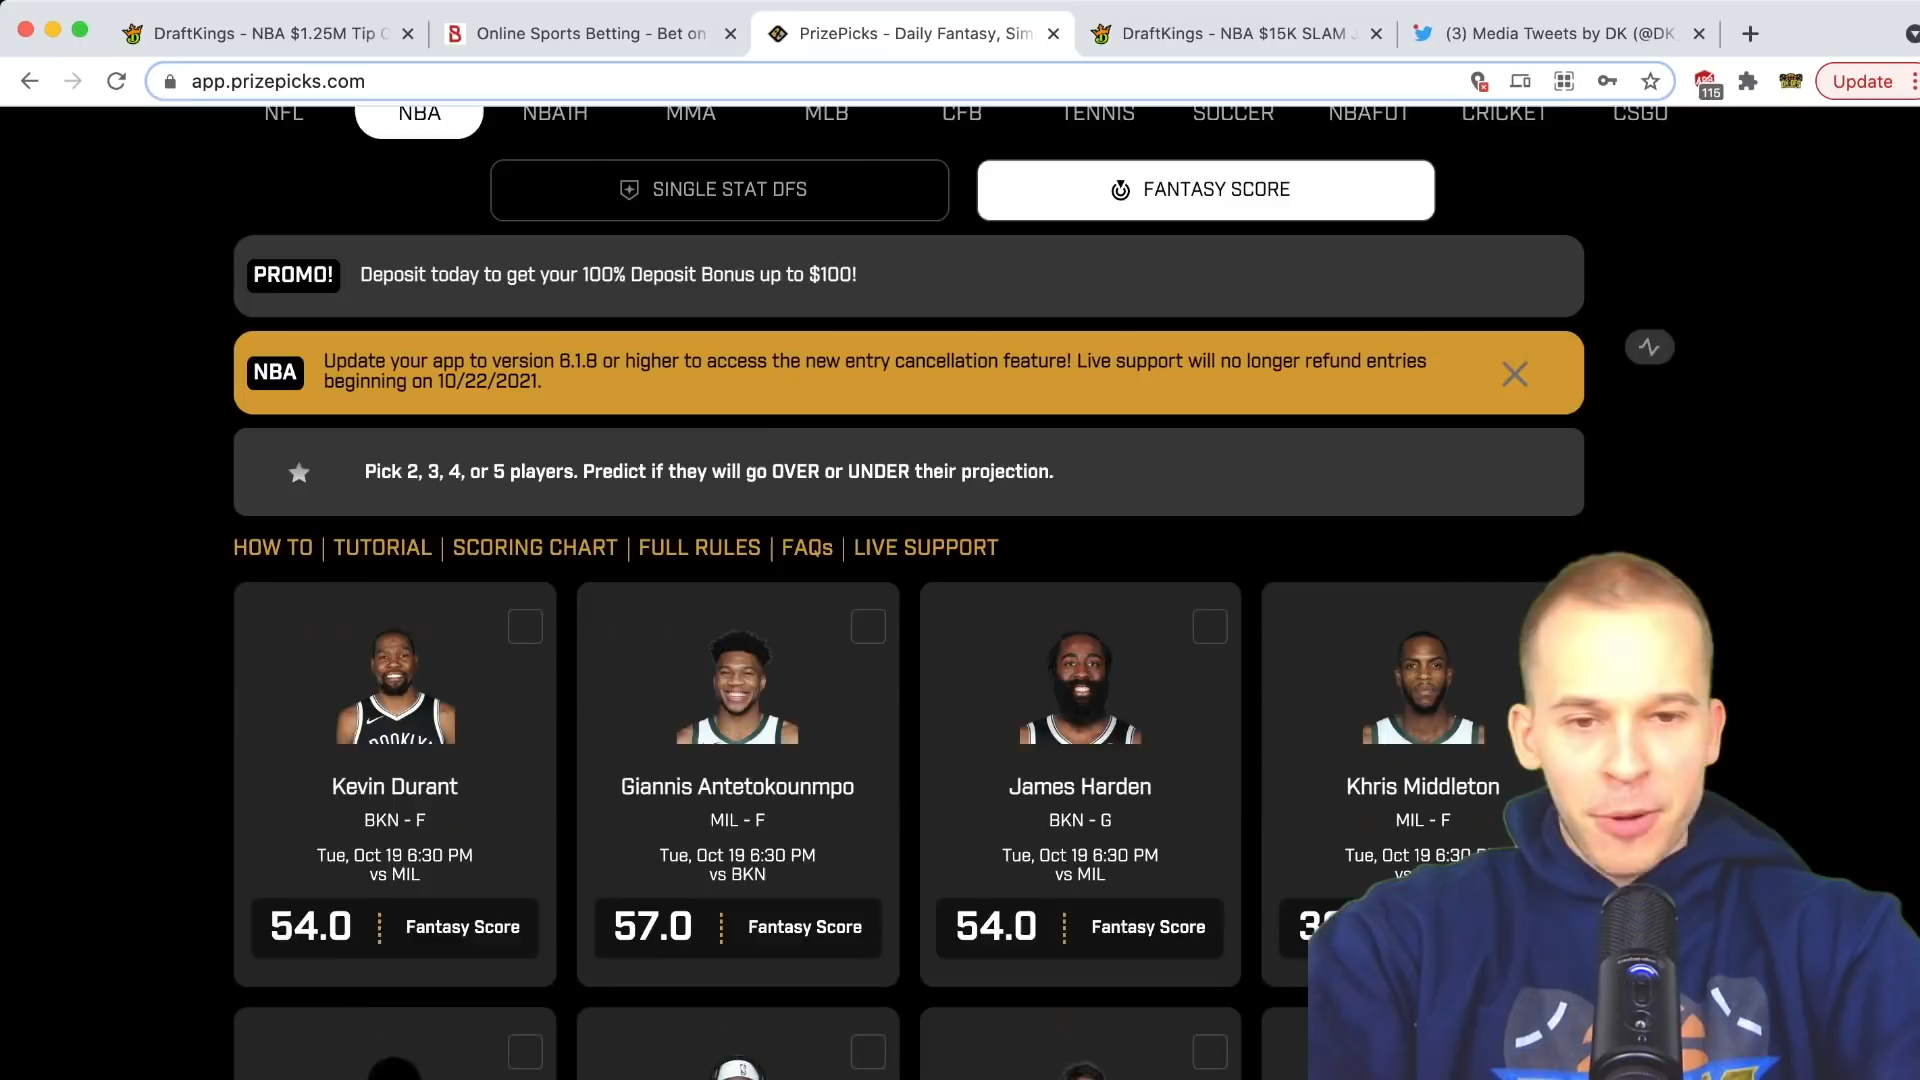 DraftKings - NBA $1.25M Tip
Online Sports Betting - Bet on
PrizePicks - Daily Fantasy, Sim
DraftKings - NBA $15K SLAM
(3) Media Tweets by DK (@DK
app.prizepicks.com
115
Update
NFL
NBA
NBA1H
MMA
MLB
CFB
TENNIS
SOCCER
NBAFUT
CRICKET
CSGO
SINGLE STAT DFS
FANTASY SCORE
PROMO!
Deposit today to get your 100% Deposit Bonus up to $100!
NBA
Update your app to version 6.1.8 or higher to access the new entry cancellation feature! Live support will no longer refund entries
beginning on 10/22/2021.
Pick 2, 3, 4, or 5 players. Predict if they will go OVER or UNDER their projection.
HOW TO | TUTORIAL | SCORING CHART | FULL RULES | FAQs | LIVE SUPPORT
Kevin Durant
BKN - F
Tue, Oct 19 6:30 PM
vs MIL
54.0
Fantasy Score
Giannis Antetokounmpo
MIL - F
Tue, Oct 19 6:30 PM
vs BKN
57.0
Fantasy Score
James Harden
BKN - G
Tue, Oct 19 6:30 PM
vs MIL
54.0
Fantasy Score
Khris Middleton
MIL - F
Tue, Oct 19 6:30
vs